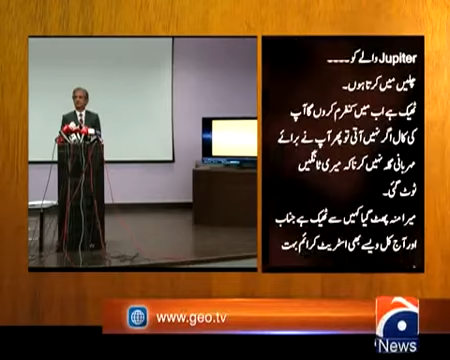 Jupiter والے کو ۔۔۔۔
چلیں میں کرتا ہوں۔
ٹھیک ہے اب میں کنفرم کروں گا آپ
کی کال اگر نہیں آتی تو پھر آپ نے برائے
مہربانی گلہ نہیں کرنا کہ میری ٹانگیں
ٹوٹ گئی۔
میرا منہ پھٹ گیا کہیں سے ٹھیک ہے جناب
اور آج کل ویسے بھی اسٹریٹ کرائم بہت
www.geo.tv
News